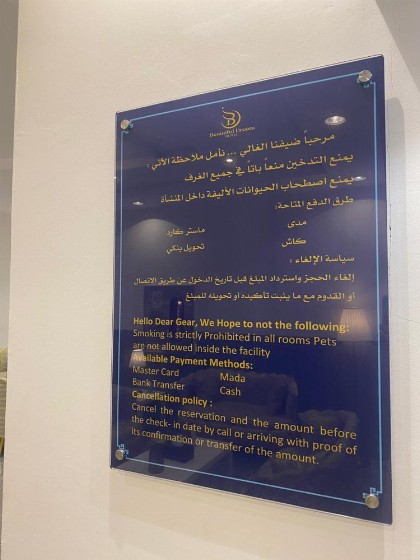 Beautiful Dream
مرحباً ضيفنا الغالي ... نأمل ملاحظة الآتي :
يمنع التدخين منعاً باتاً في جميع الغرف
يمنع اصطحاب الحيوانات الأليفة داخل المنشأة
طرق الدفع المتاحة:
مدى ماستر كارد
كاش تحويل بنكي
سياسة الإلغاء :
إلغاء الحجز واسترداد المبلغ قبل تاريخ الدخول عن طريق الاتصال
أو القدوم مع ما يثبت تأكيده أو تحويله للمبلغ
Hello Dear Gear, We Hope to not the following:
Smoking is strictly Prohibited in all rooms Pets
are not allowed inside the facility
Available Payment Methods:
Master Card Mada
Bank Transfer Cash
Cancellation policy :
Cancel the reservation and the amount before
the check- in date by call or arriving with proof of
its confirmation or transfer of the amount.